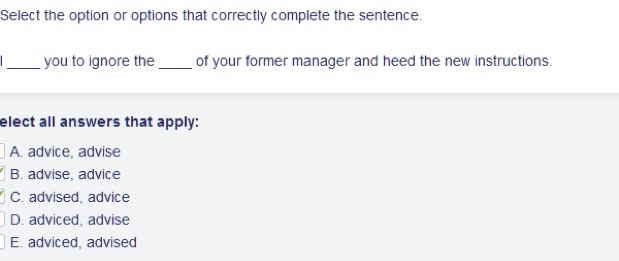 Select the option or options that correctly complete the sentence.
I ____ you to ignore the ____ of your former manager and heed the new instructions.
elect all answers that apply:
A. advice, advise
B. advise, advice
C. advised, advice
D. adviced, advise
E. adviced, advised